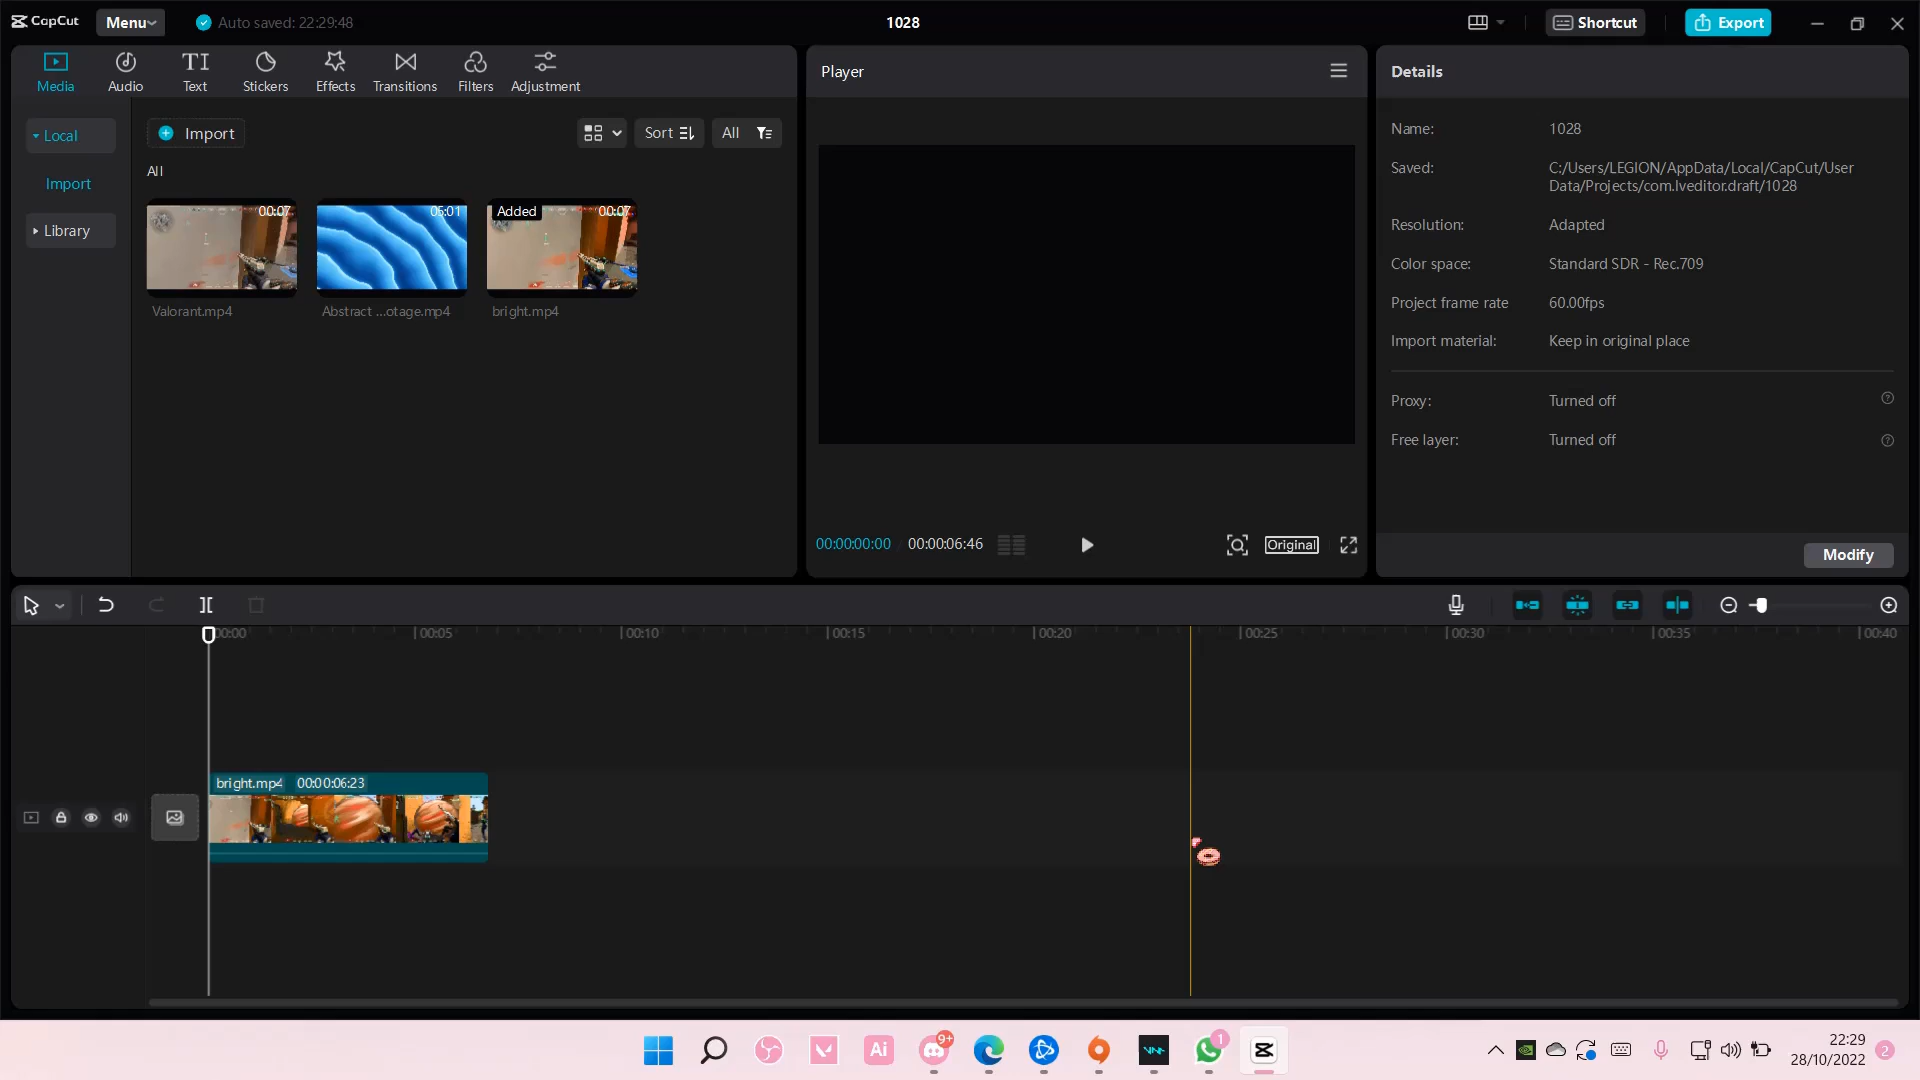 CapCut
Menu
Auto saved: 22:29:48
1028
Shortcut
Export
Media
Audio
TI
Text
Stickers
Effects
Transitions
Filters
Adjustment
Player
Details
Local
Import
Library
Import
Sort
All
All
00:07
05:01
Added
00:07
Valorant.mp4
Abstract ...otage.mp4
bright.mp4
00:00:00:00
00:00:06:46
Original
Name: 1028
Saved: C:/Users/LEGION/AppData/Local/CapCut/User
Data/Projects/com.lveditor.draft/1028
Resolution: Adapted
Color space: Standard SDR - Rec.709
Project frame rate 60.00fps
Import material: Keep in original place
Proxy: Turned off
Free layer: Turned off
Modify
00:00
00:05
00:10
00:15
00:20
00:25
00:30
00:35
00:40
bright.mp4 00:00:06:23
Ai
9+
VN
1
22:29
28/10/2022
2